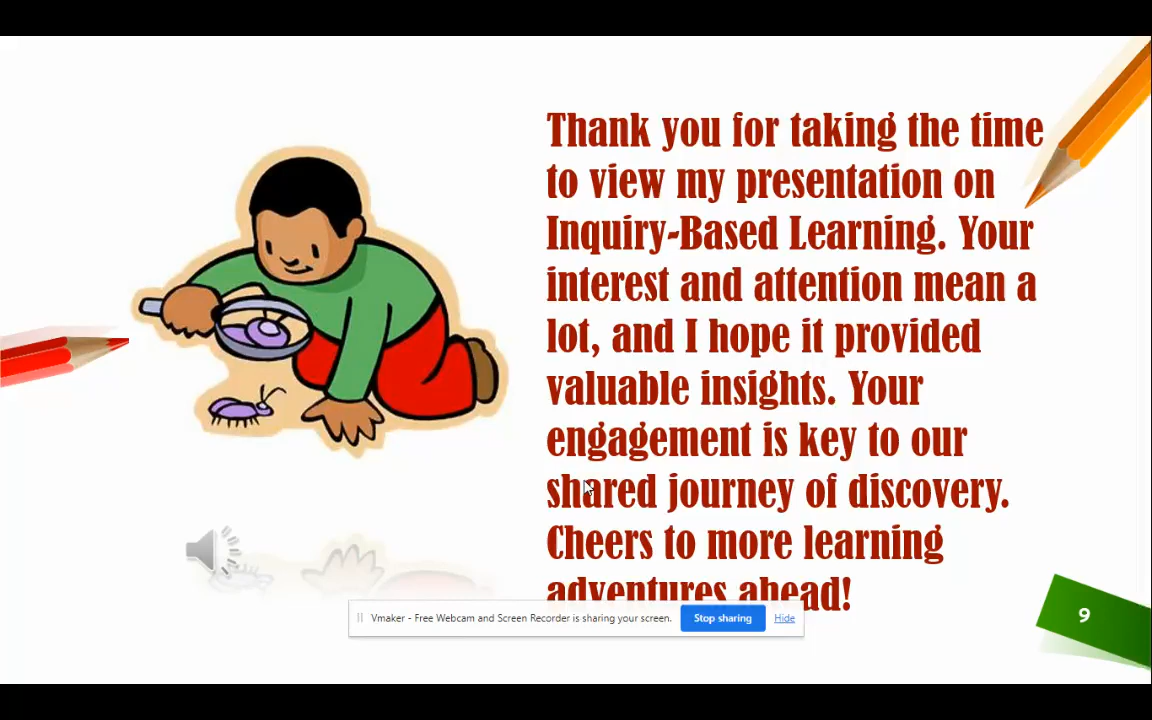 Thank you for taking the time
to view my presentation on
Inquiry-Based Learning. Your
interest and attention mean a
lot, and I hope it provided
valuable insights. Your
engagement is key to our
shared journey of discovery.
Cheers to more learning
adventures ahead!
Vmaker - Free Webcam and Screen Recorder is sharing your screen.
Stop sharing
Hide
9